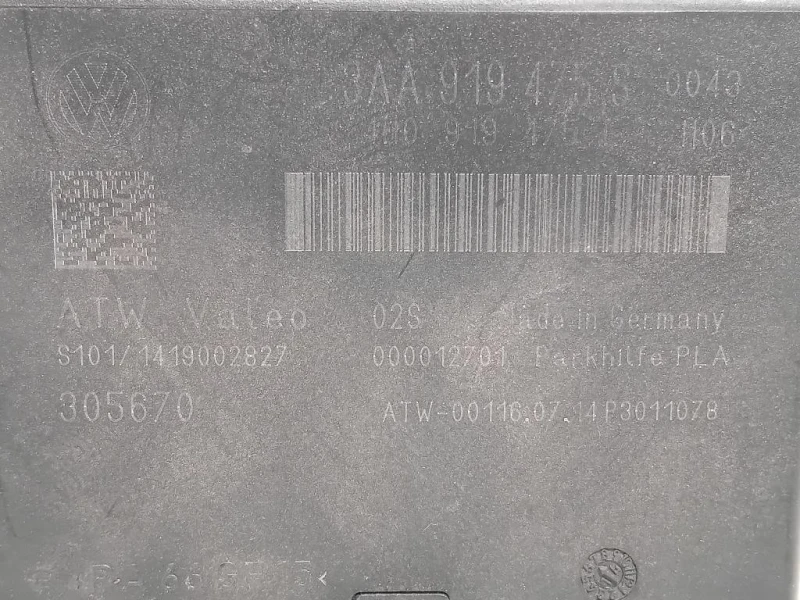 3AA 919 475 S 0043
919 475 H06
ATW Valeo 02S Made in Germany
S101/1419002827 000012701 Parkhilfe PLA
305670 ATW-00116.07.14P3011078